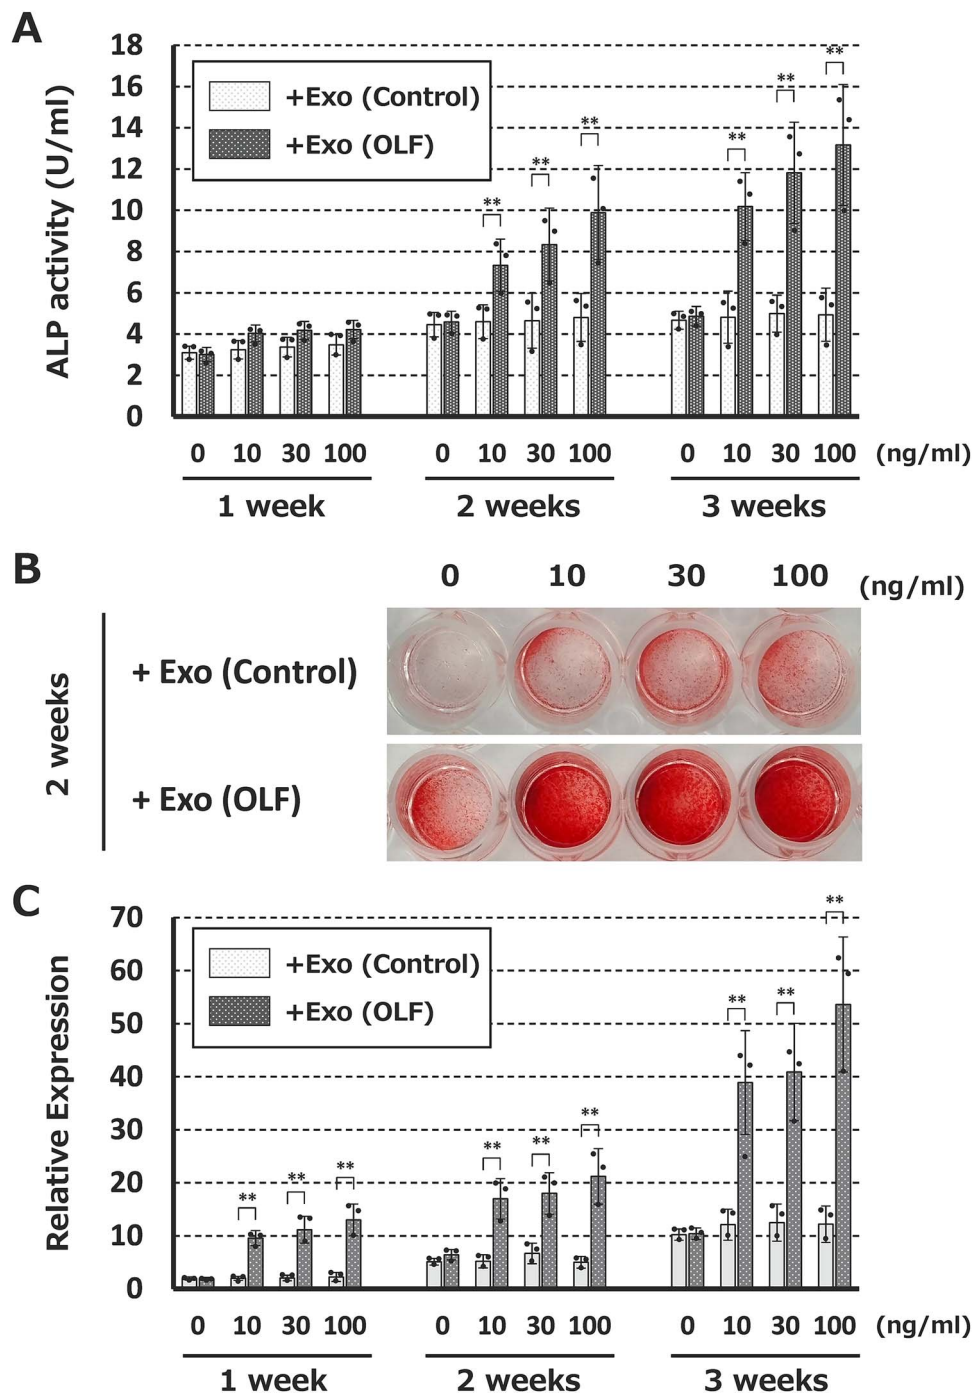 A
18
16
14
12
10
8
6
4
2
0
ALP activity (U/ml)
+Exo (Control)
+Exo (OLF)
** ** **
** ** **
0 10 30 100 0 10 30 100 0 10 30 100 (ng/ml)
1 week 2 weeks 3 weeks
B
0 10 30 100 (ng/ml)
2 weeks
+ Exo (Control)
+ Exo (OLF)
C
70
60
50
40
30
20
10
0
Relative Expression
+Exo (Control)
+Exo (OLF)
** ** **
** ** **
** ** **
0 10 30 100 0 10 30 100 0 10 30 100 (ng/ml)
1 week 2 weeks 3 weeks